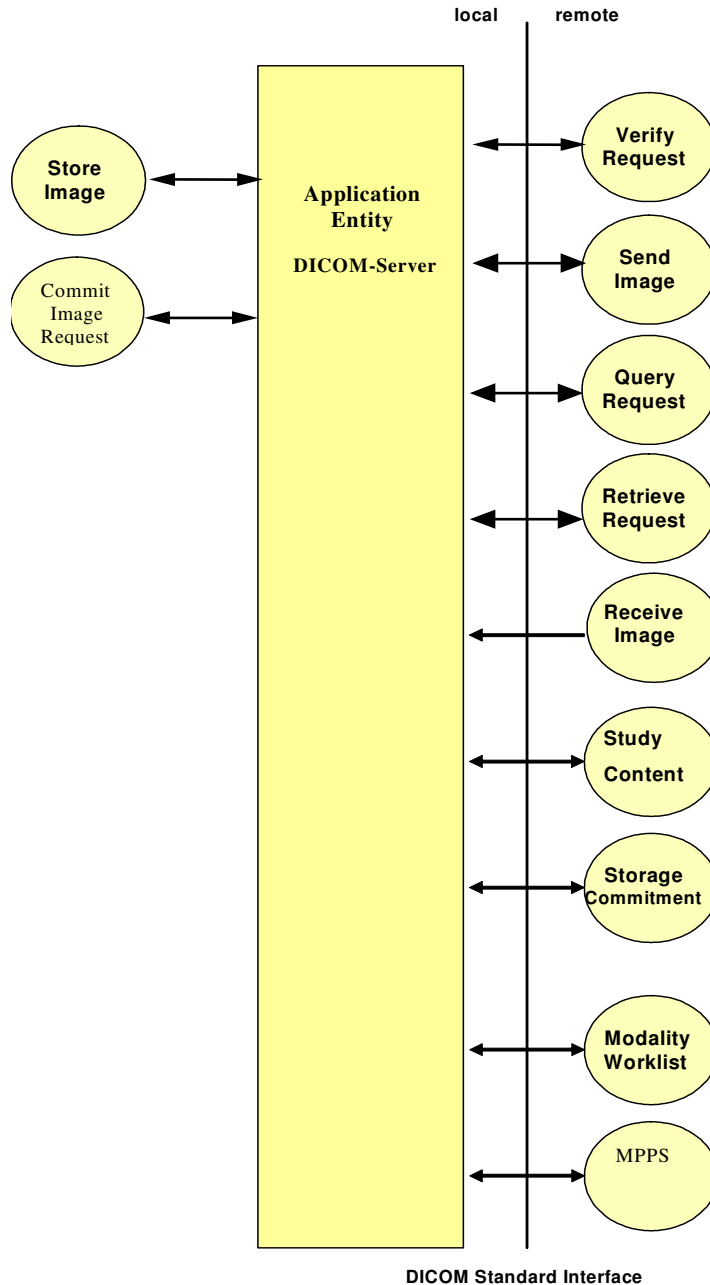 local remote
Store
Image
Commit
Image
Request
Application
Entity
DICOM-Server
Verify
Request
Send
Image
Query
Request
Retrieve
Request
Receive
Image
Study
Content
Storage
Commitment
Modality
Worklist
MPPS
DICOM Standard Interface